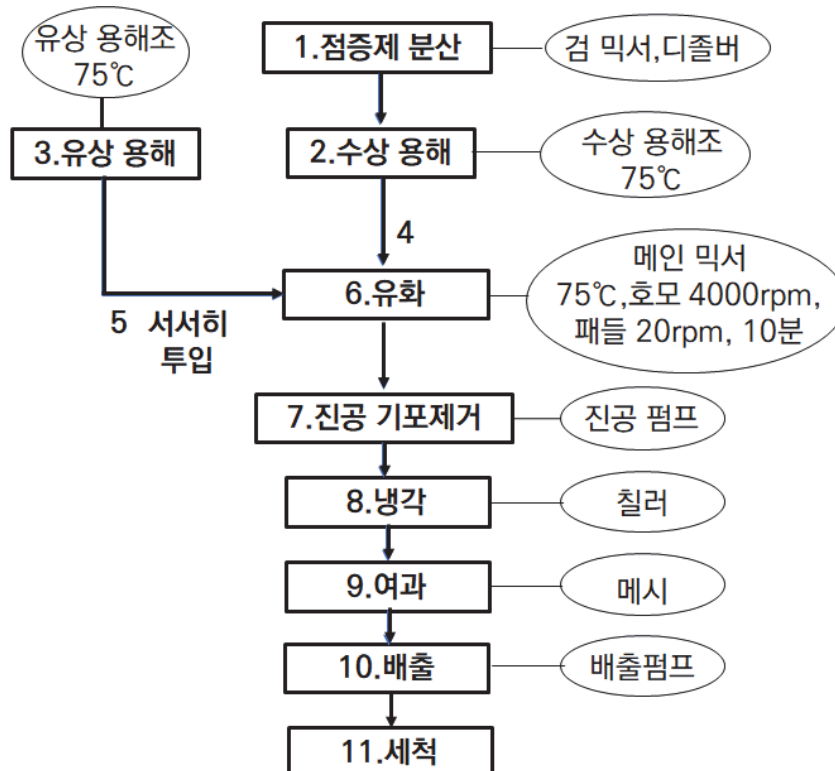 유상 용해조
75℃
1.점증제 분산
검 믹서,디졸버
3.유상 용해
2.수상 용해
수상 용해조
75℃
4
6.유화
메인 믹서
75℃,호모 4000rpm,
패들 20rpm, 10분
5 서서히
투입
7.진공 기포제거
진공 펌프
8.냉각
칠러
9.여과
메시
10.배출
배출펌프
11.세척